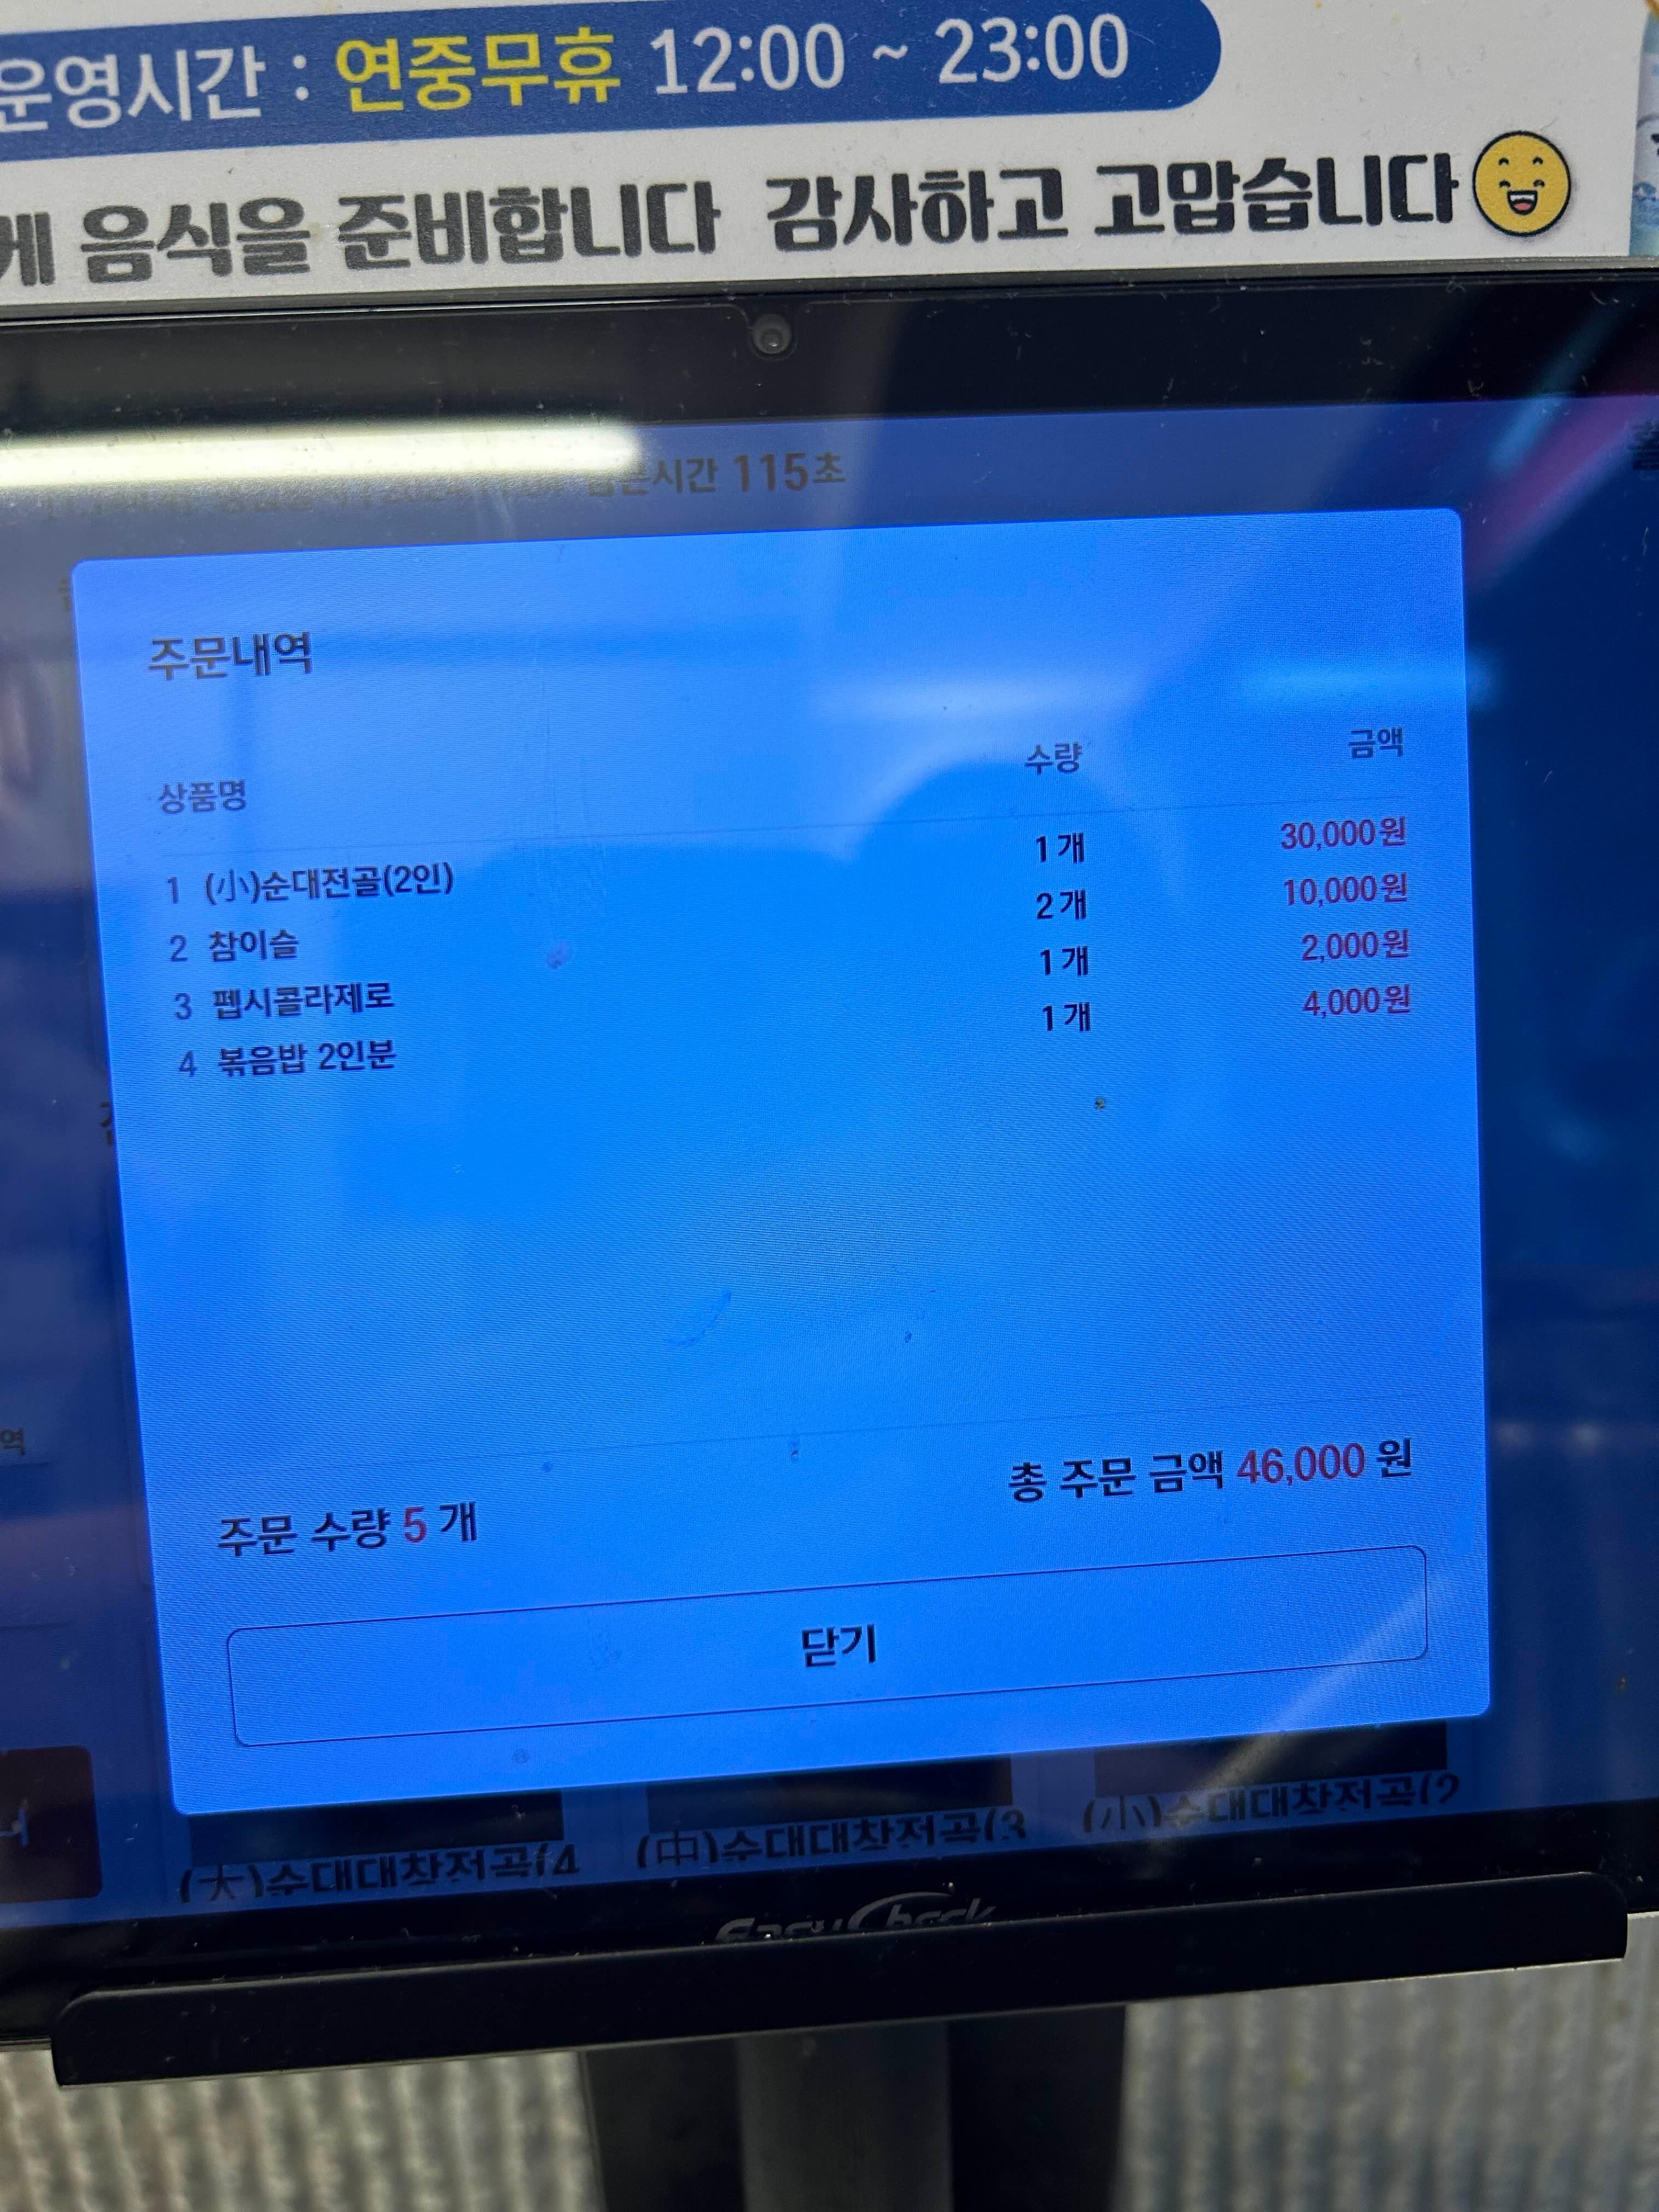 운영시간 : 연중무휴 12:00 ~ 23:00
게 음식을 준비합니다 감사하고 고맙습니다
115초
주문내역
상품명 수량 금액
1 (小)순대전골(2인) 1개 30,000원
2 참이슬 2개 10,000원
3 펩시콜라제로 1개 2,000원
4 볶음밥 2인분 1개 4,000원
주문 수량 5 개 총 주문 금액 46,000 원
닫기
(大)순대대창전골(4 (中)순대대창전골(3 (小)순대대창전골(2
EasyCheck